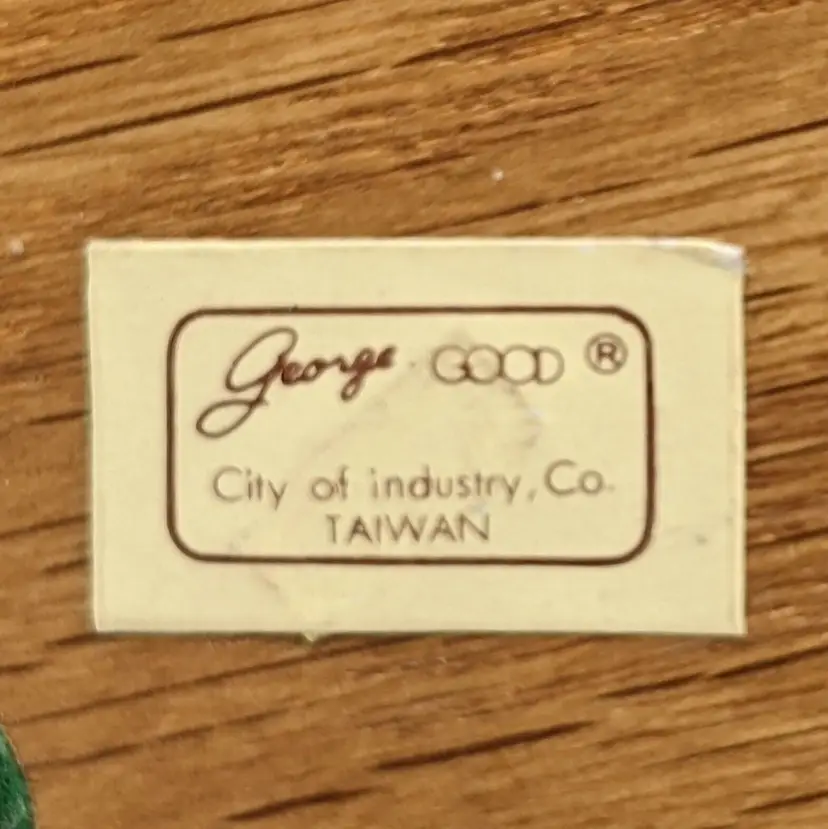 George GOOD ®
City of industry, Co.
TAIWAN